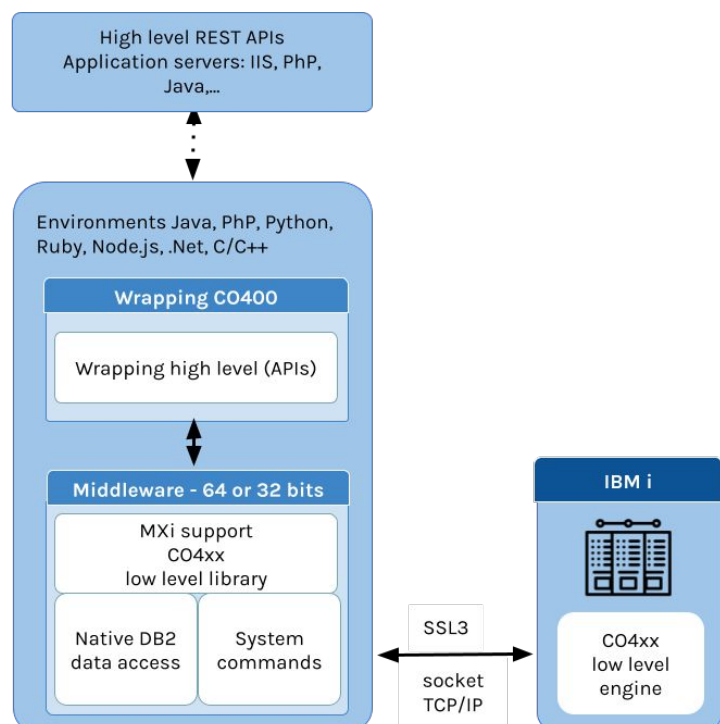 High level REST APIs
Application servers: IIS, PhP,
Java,...
Environments Java, PhP, Python,
Ruby, Node.js, .Net, C/C++
Wrapping CO400
Wrapping high level (APIs)
Middleware - 64 or 32 bits
MXi support
CO4xx
low level library
Native DB2
data access
System
commands
SSL3
socket
TCP/IP
IBM i
CO4xx
low level
engine